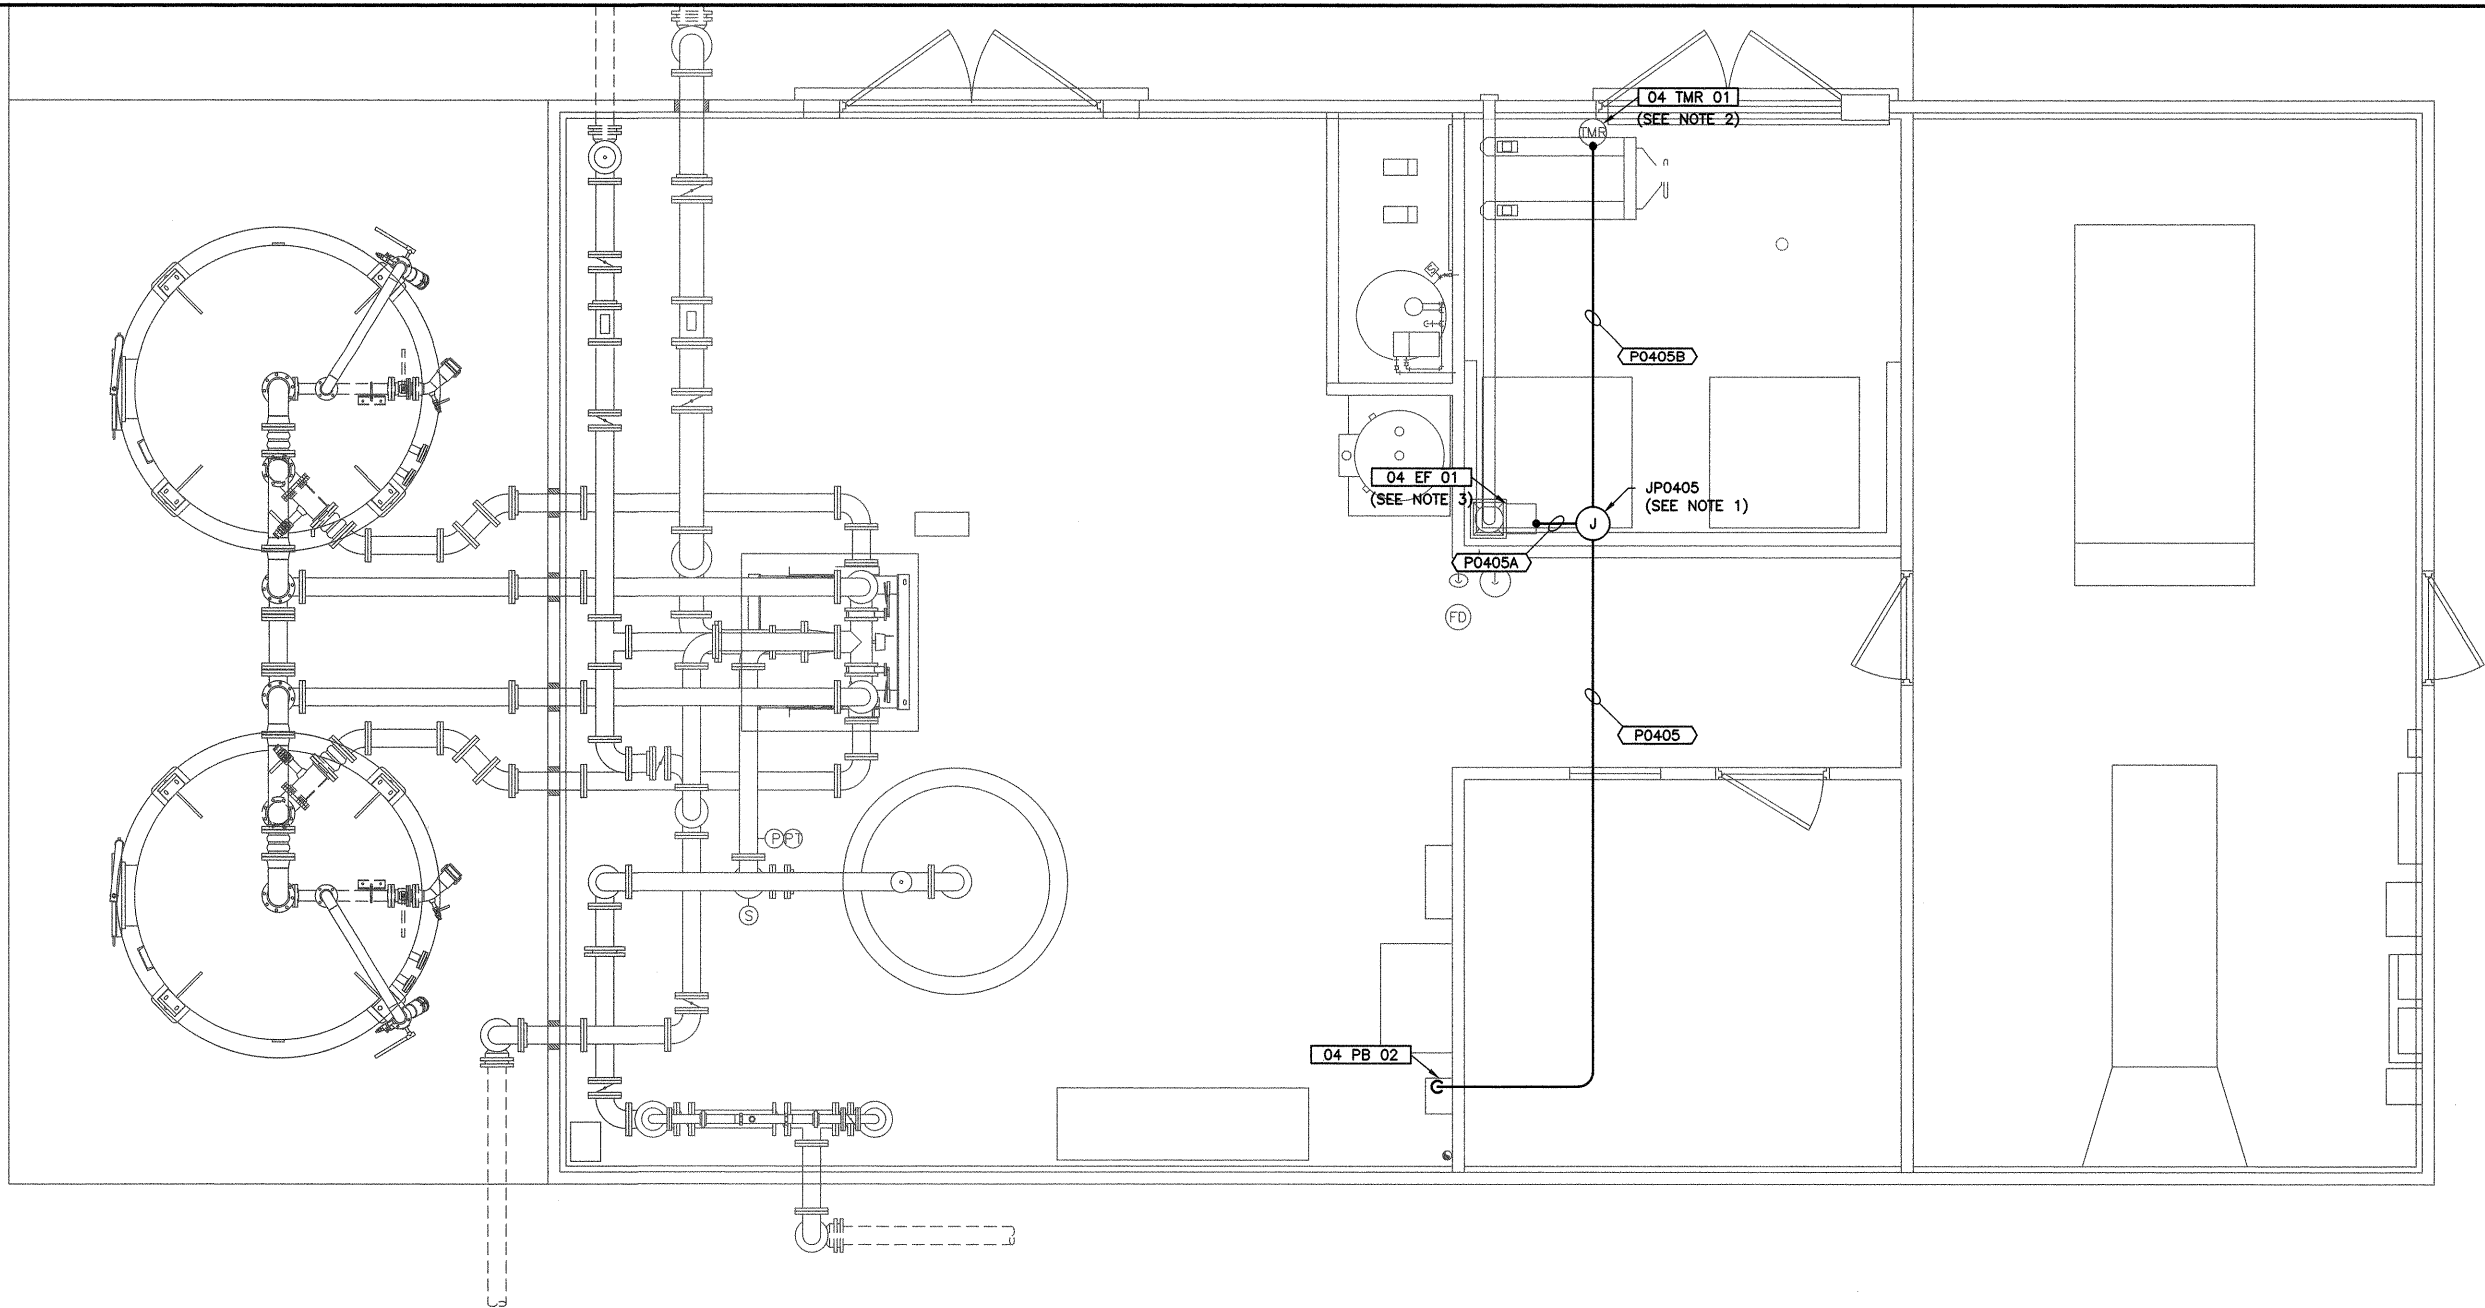 04 TMR 01
(SEE NOTE 2)
TMR
P0405B
04 EF 01
(SEE NOTE 3)
JP0405
(SEE NOTE 1)
J
P0405A
FD
P0405
P
PT
S
04 PB 02